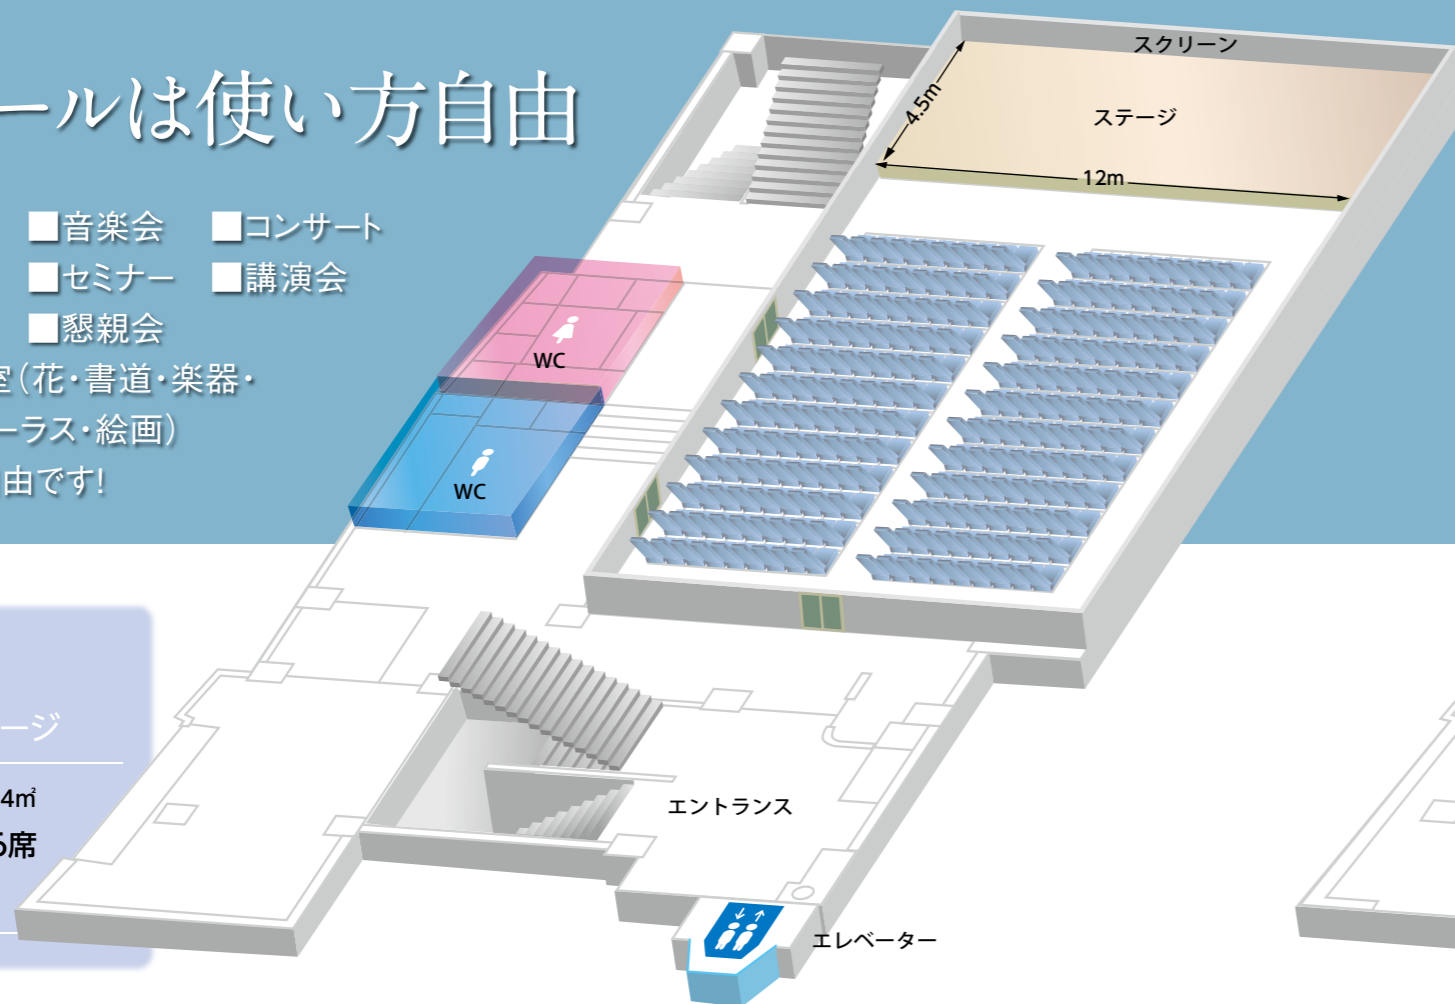 ールは使い方自由
■音楽会 ■コンサート
■セミナー ■講演会
■懇親会
室（花・書道・楽器・
ーラス・絵画）
由です！
スクリーン
ステージ
4.5m
12m
WC
WC
ージ
4㎡
席
エントランス
エレベーター